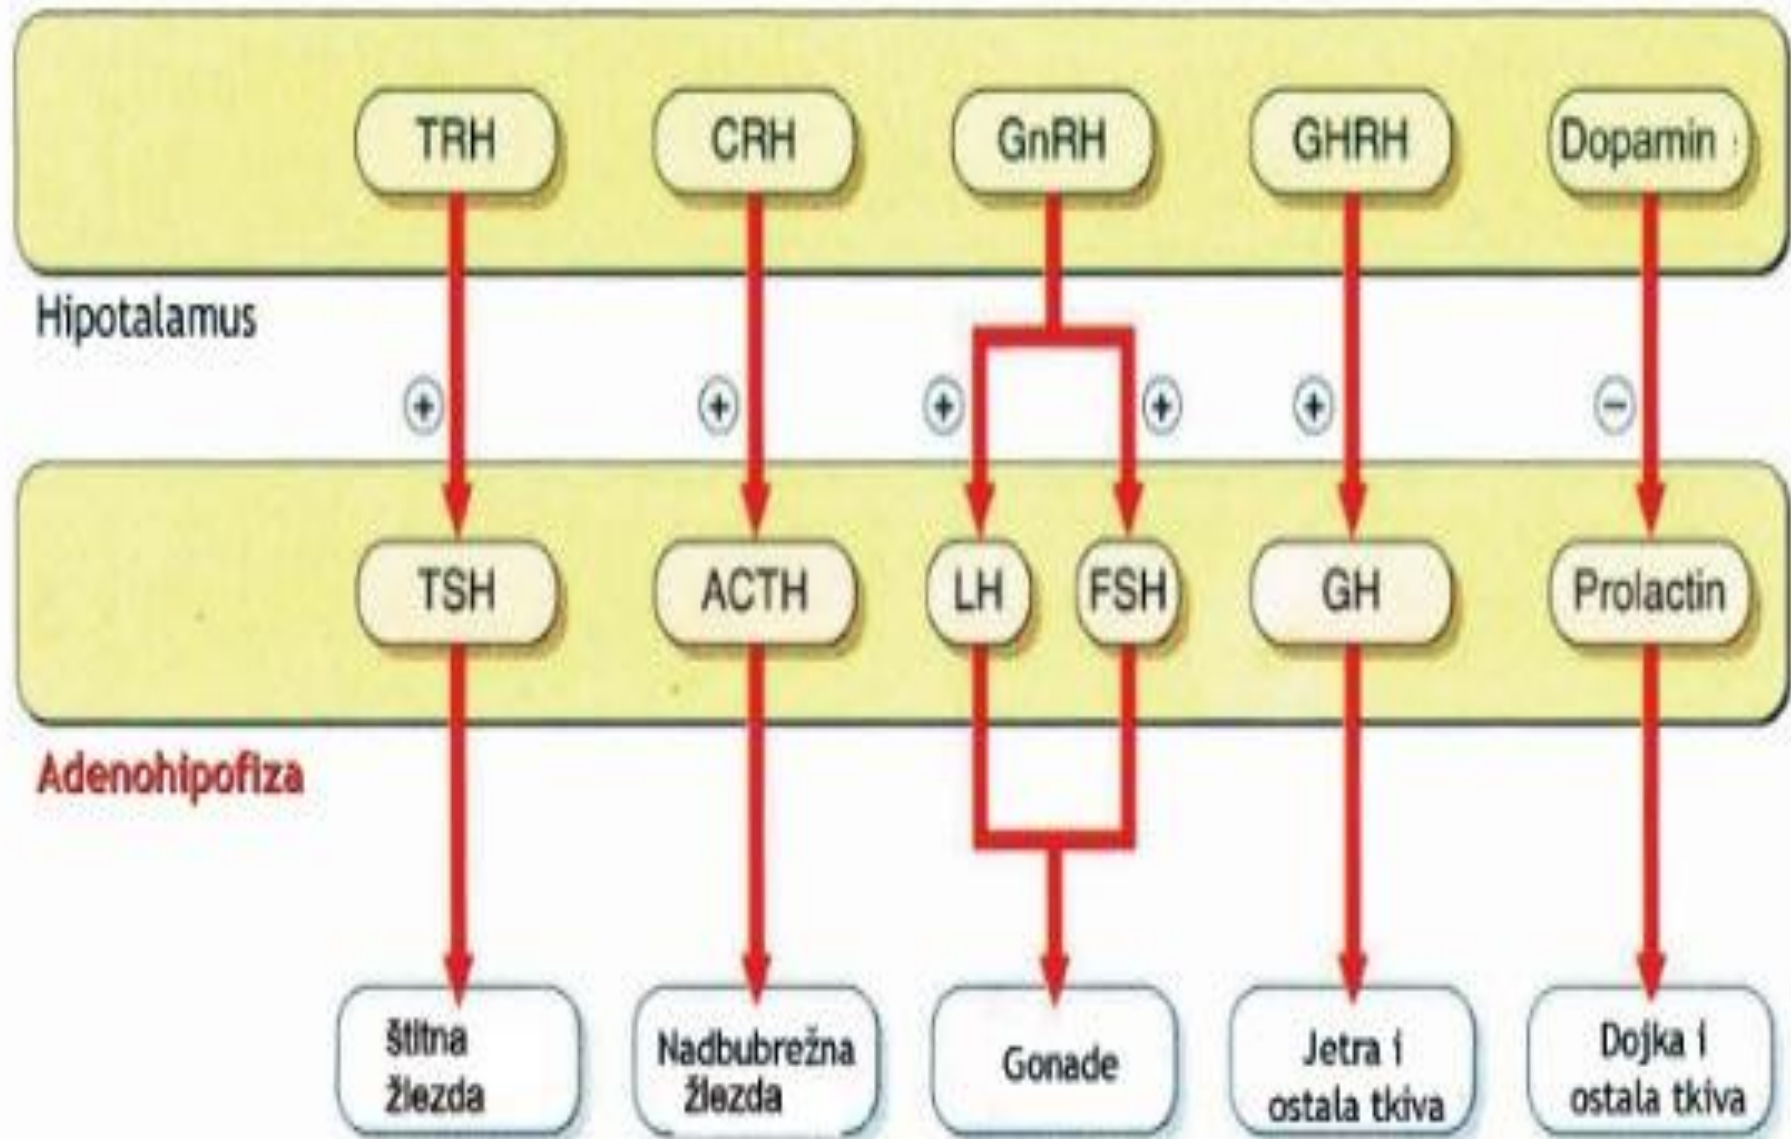 TRH CRH GnRH GHRH Dopamin
Hipotalamus
+ + + + + −
TSH ACTH LH FSH GH Prolactin
Adenohipofiza
štitna
žlezda
Nadbubrežna
žlezda
Gonade
Jetra i
ostala tkiva
Dojka i
ostala tkiva